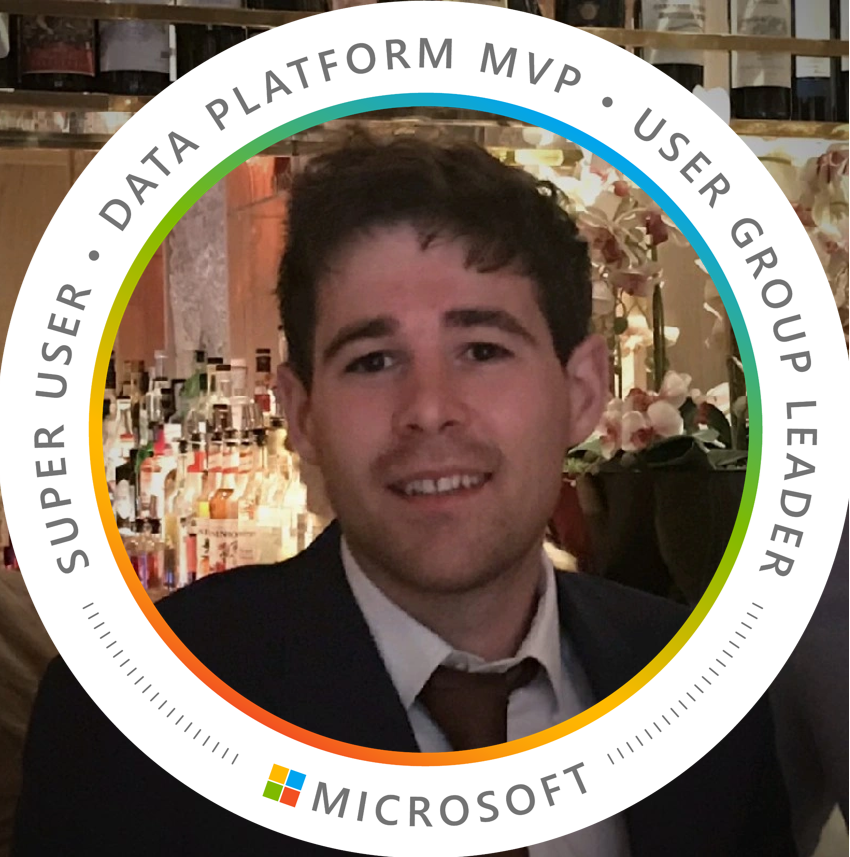 SUPER USER • DATA PLATFORM MVP • USER GROUP LEADER
MICROSOFT